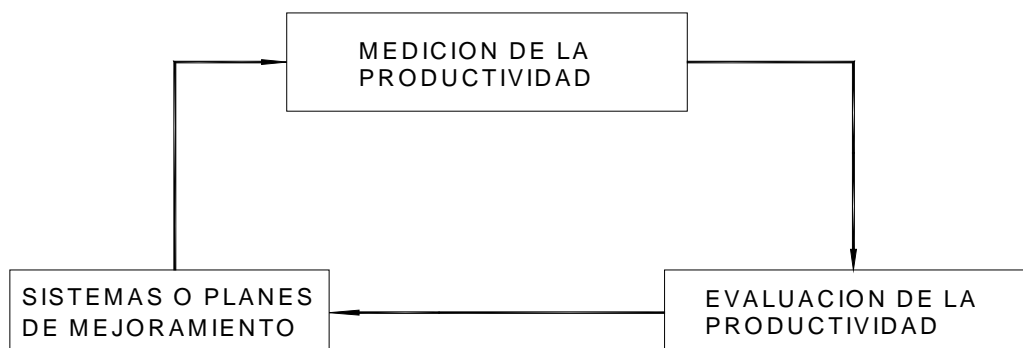 MEDICION DE LA
PRODUCTIVIDAD
SISTEMAS O PLANES
DE MEJORAMIENTO
EVALUACION DE LA
PRODUCTIVIDAD